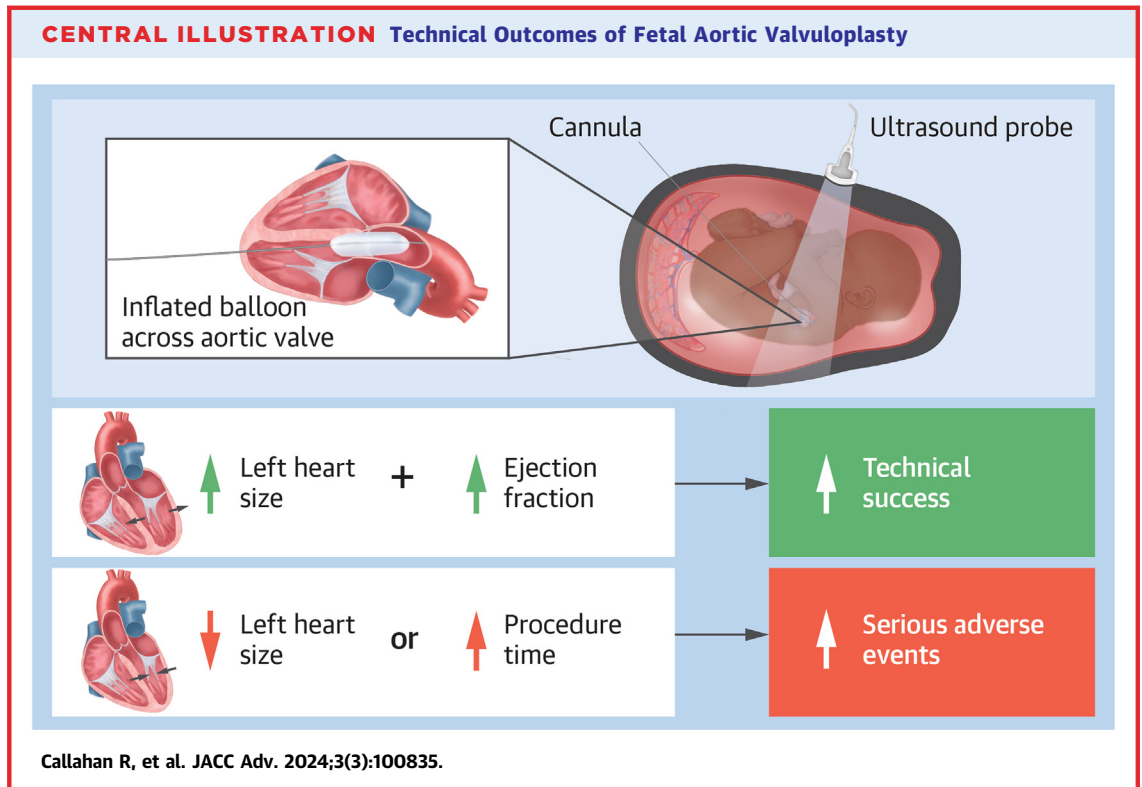 CENTRAL ILLUSTRATION Technical Outcomes of Fetal Aortic Valvuloplasty
Cannula
Ultrasound probe
Inflated balloon
across aortic valve
Left heart
size
+
Ejection
fraction
Technical
success
Left heart
size
or
Procedure
time
Serious adverse
events
Callahan R, et al. JACC Adv. 2024;3(3):100835.